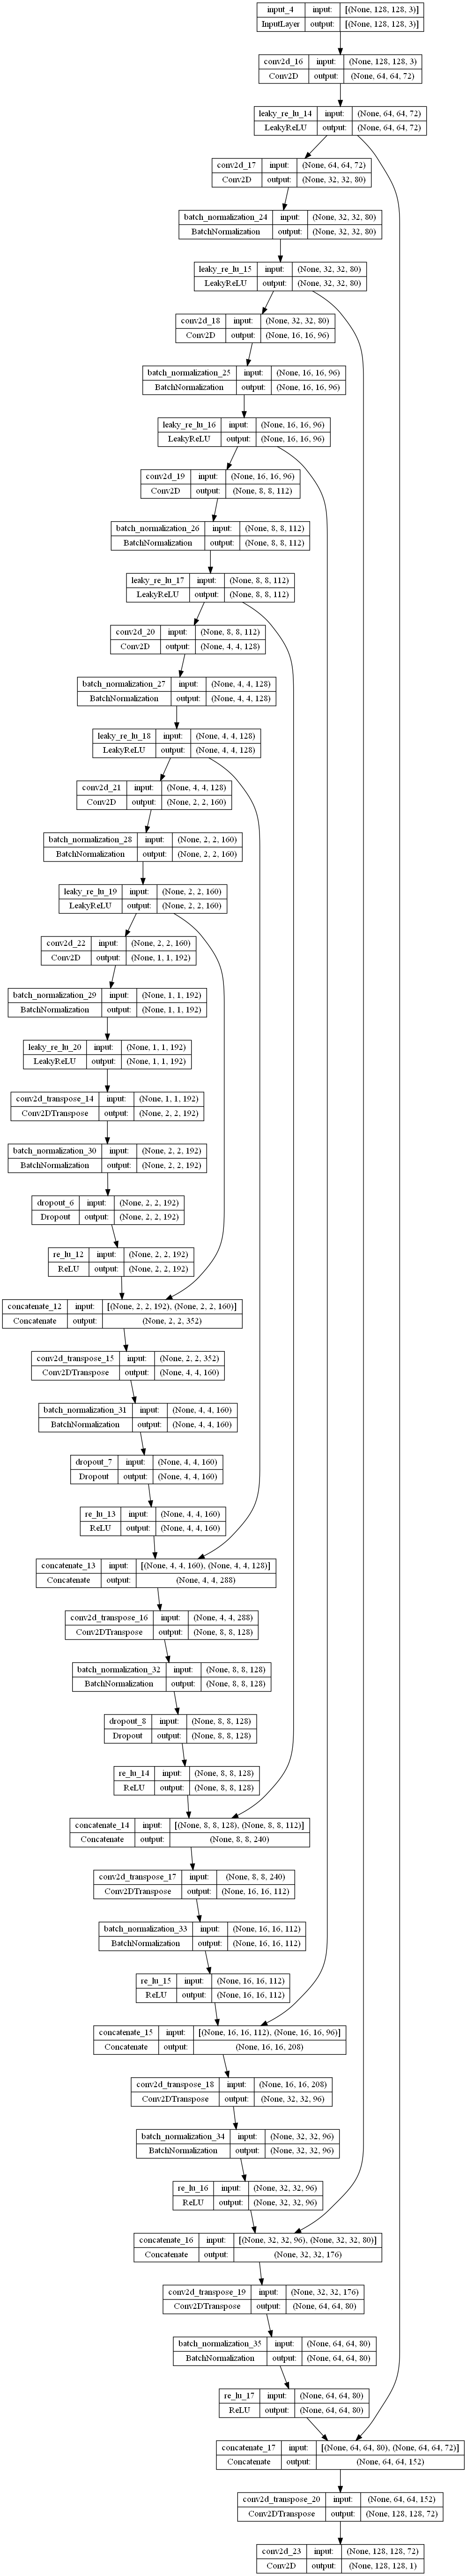 input_4 input: [(None, 128, 128, 3)]
InputLayer output: [(None, 128, 128, 3)]
conv2d_16 input: (None, 128, 128, 3)
Conv2D output: (None, 64, 64, 72)
leaky_re_lu_14 input: (None, 64, 64, 72)
LeakyReLU output: (None, 64, 64, 72)
conv2d_17 input: (None, 64, 64, 72)
Conv2D output: (None, 32, 32, 80)
batch_normalization_24 input: (None, 32, 32, 80)
BatchNormalization output: (None, 32, 32, 80)
leaky_re_lu_15 input: (None, 32, 32, 80)
LeakyReLU output: (None, 32, 32, 80)
conv2d_18 input: (None, 32, 32, 80)
Conv2D output: (None, 16, 16, 96)
batch_normalization_25 input: (None, 16, 16, 96)
BatchNormalization output: (None, 16, 16, 96)
leaky_re_lu_16 input: (None, 16, 16, 96)
LeakyReLU output: (None, 16, 16, 96)
conv2d_19 input: (None, 16, 16, 96)
Conv2D output: (None, 8, 8, 112)
batch_normalization_26 input: (None, 8, 8, 112)
BatchNormalization output: (None, 8, 8, 112)
leaky_re_lu_17 input: (None, 8, 8, 112)
LeakyReLU output: (None, 8, 8, 112)
conv2d_20 input: (None, 8, 8, 112)
Conv2D output: (None, 4, 4, 128)
batch_normalization_27 input: (None, 4, 4, 128)
BatchNormalization output: (None, 4, 4, 128)
leaky_re_lu_18 input: (None, 4, 4, 128)
LeakyReLU output: (None, 4, 4, 128)
conv2d_21 input: (None, 4, 4, 128)
Conv2D output: (None, 2, 2, 160)
batch_normalization_28 input: (None, 2, 2, 160)
BatchNormalization output: (None, 2, 2, 160)
leaky_re_lu_19 input: (None, 2, 2, 160)
LeakyReLU output: (None, 2, 2, 160)
conv2d_22 input: (None, 2, 2, 160)
Conv2D output: (None, 1, 1, 192)
batch_normalization_29 input: (None, 1, 1, 192)
BatchNormalization output: (None, 1, 1, 192)
leaky_re_lu_20 input: (None, 1, 1, 192)
LeakyReLU output: (None, 1, 1, 192)
conv2d_transpose_14 input: (None, 1, 1, 192)
Conv2DTranspose output: (None, 2, 2, 192)
batch_normalization_30 input: (None, 2, 2, 192)
BatchNormalization output: (None, 2, 2, 192)
dropout_6 input: (None, 2, 2, 192)
Dropout output: (None, 2, 2, 192)
re_lu_12 input: (None, 2, 2, 192)
ReLU output: (None, 2, 2, 192)
concatenate_12 input: [(None, 2, 2, 192), (None, 2, 2, 160)]
Concatenate output: (None, 2, 2, 352)
conv2d_transpose_15 input: (None, 2, 2, 352)
Conv2DTranspose output: (None, 4, 4, 160)
batch_normalization_31 input: (None, 4, 4, 160)
BatchNormalization output: (None, 4, 4, 160)
dropout_7 input: (None, 4, 4, 160)
Dropout output: (None, 4, 4, 160)
re_lu_13 input: (None, 4, 4, 160)
ReLU output: (None, 4, 4, 160)
concatenate_13 input: [(None, 4, 4, 160), (None, 4, 4, 128)]
Concatenate output: (None, 4, 4, 288)
conv2d_transpose_16 input: (None, 4, 4, 288)
Conv2DTranspose output: (None, 8, 8, 128)
batch_normalization_32 input: (None, 8, 8, 128)
BatchNormalization output: (None, 8, 8, 128)
dropout_8 input: (None, 8, 8, 128)
Dropout output: (None, 8, 8, 128)
re_lu_14 input: (None, 8, 8, 128)
ReLU output: (None, 8, 8, 128)
concatenate_14 input: [(None, 8, 8, 128), (None, 8, 8, 112)]
Concatenate output: (None, 8, 8, 240)
conv2d_transpose_17 input: (None, 8, 8, 240)
Conv2DTranspose output: (None, 16, 16, 112)
batch_normalization_33 input: (None, 16, 16, 112)
BatchNormalization output: (None, 16, 16, 112)
re_lu_15 input: (None, 16, 16, 112)
ReLU output: (None, 16, 16, 112)
concatenate_15 input: [(None, 16, 16, 112), (None, 16, 16, 96)]
Concatenate output: (None, 16, 16, 208)
conv2d_transpose_18 input: (None, 16, 16, 208)
Conv2DTranspose output: (None, 32, 32, 96)
batch_normalization_34 input: (None, 32, 32, 96)
BatchNormalization output: (None, 32, 32, 96)
re_lu_16 input: (None, 32, 32, 96)
ReLU output: (None, 32, 32, 96)
concatenate_16 input: [(None, 32, 32, 96), (None, 32, 32, 80)]
Concatenate output: (None, 32, 32, 176)
conv2d_transpose_19 input: (None, 32, 32, 176)
Conv2DTranspose output: (None, 64, 64, 80)
batch_normalization_35 input: (None, 64, 64, 80)
BatchNormalization output: (None, 64, 64, 80)
re_lu_17 input: (None, 64, 64, 80)
ReLU output: (None, 64, 64, 80)
concatenate_17 input: [(None, 64, 64, 80), (None, 64, 64, 72)]
Concatenate output: (None, 64, 64, 152)
conv2d_transpose_20 input: (None, 64, 64, 152)
Conv2DTranspose output: (None, 128, 128, 72)
conv2d_23 input: (None, 128, 128, 72)
Conv2D output: (None, 128, 128, 1)